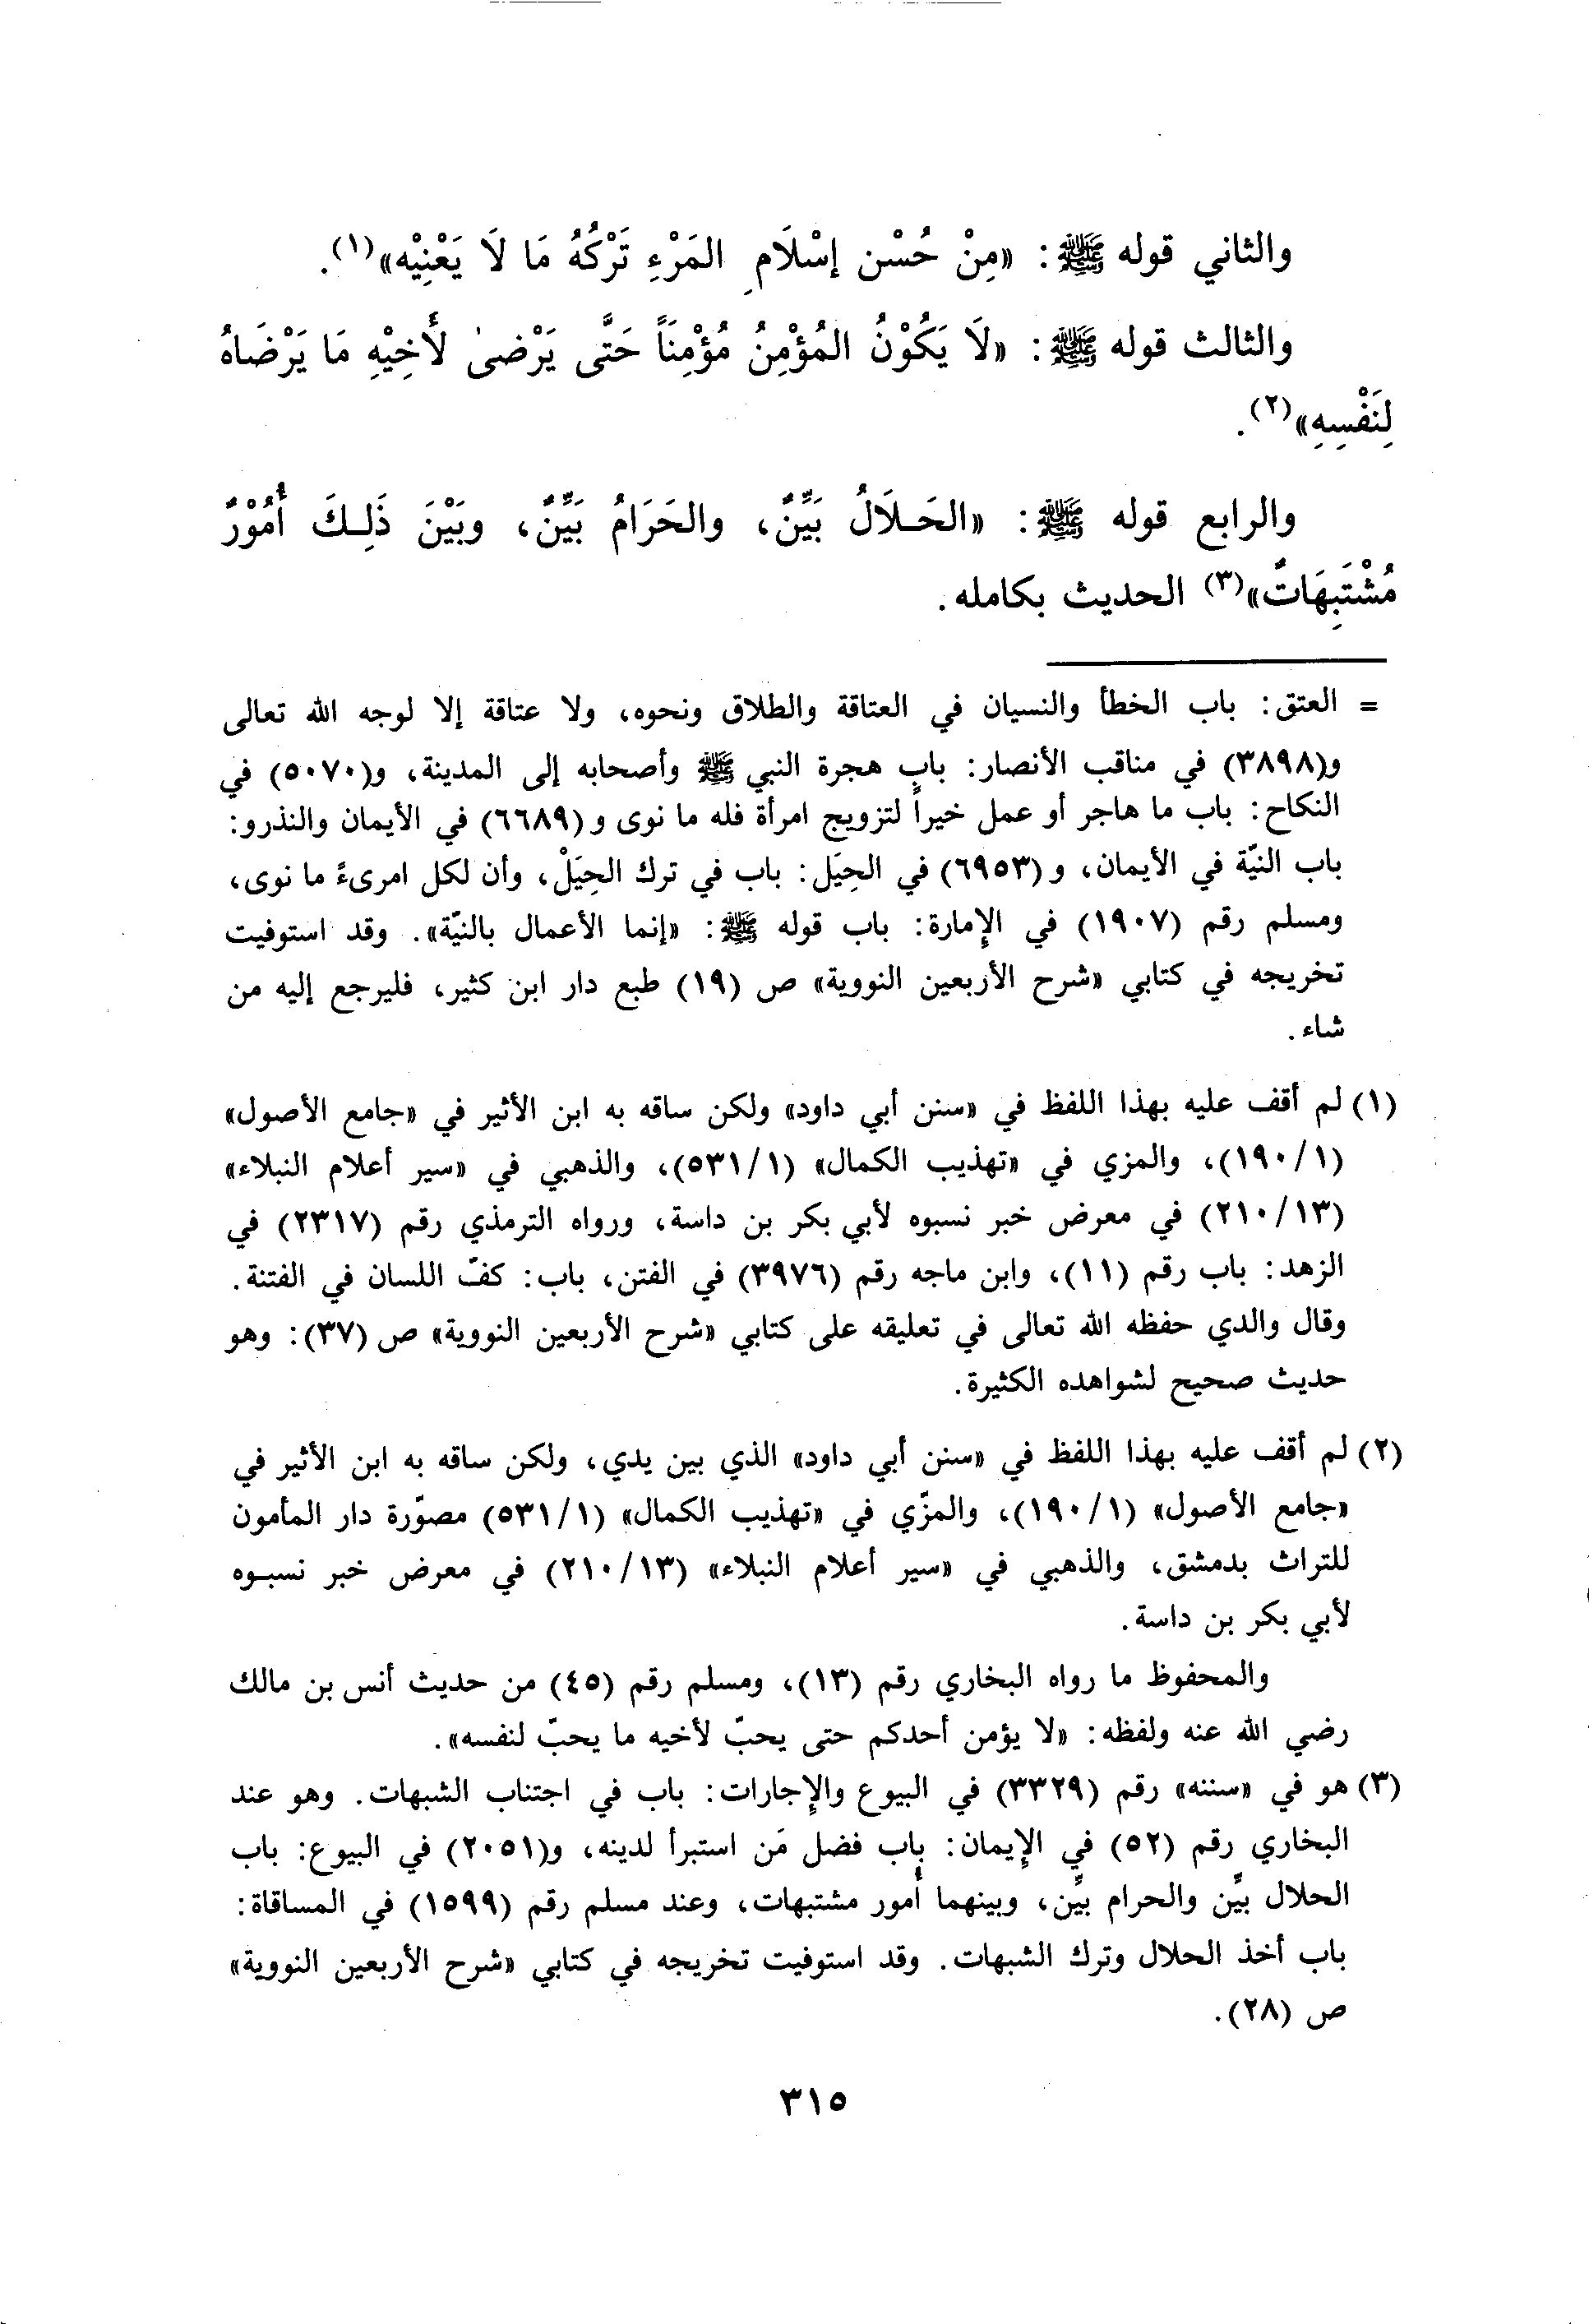 والثاني قوله ﷺ: «مِنْ حُسْن إسْلَامِ المَرْءِ تَرْكُهُ مَا لَا يَعْنِيْه»(١).
والثالث قوله ﷺ: «لَا يَكُوْنُ المُؤْمِنُ مُؤْمِنَاً حَتَّى يَرْضىٰ لأَخِيْهِ مَا يَرْضَاهُ
لِنَفْسِهِ»(٢).
والرابع قوله ﷺ: «الحَـلَالُ بَيِّنٌ، والحَرَامُ بَيِّنٌ، وبَيْنَ ذَلِـكَ أُمُوْرٌ
مُشْتَبِهَاتٌ»(٣) الحديث بكامله.
= العتق: باب الخطأ والنسيان في العتاقة والطلاق ونحوه، ولا عتاقة إلا لوجه الله تعالى
و(٣٨٩٨) في مناقب الأنصار: باب هجرة النبي ﷺ وأصحابه إلى المدينة، و(٥٠٧٠) في
النكاح: باب ما هاجر أو عمل خيراً لتزويج امرأة فله ما نوى و (٦٦٨٩) في الأيمان والنذرو:
باب النيّة في الأيمان، و (٦٩٥٣) في الحِيَل: باب في ترك الحِيَلْ، وأن لكل امرىءً ما نوى،
ومسلم رقم (١٩٠٧) في الإمارة: باب قوله ﷺ: «إنما الأعمال بالنيّة». وقد استوفيت
تخريجه في كتابي «شرح الأربعين النووية» ص (١٩) طبع دار ابن كثير، فليرجع إليه من
شاء.
(١) لم أقف عليه بهذا اللفظ في «سنن أبي داود» ولكن ساقه به ابن الأثير في «جامع الأصول»
(١/ ١٩٠)، والمزي في «تهذيب الكمال» (١/ ٥٣١)، والذهبي في «سير أعلام النبلاء»
(١٣/ ٢١٠) في معرض خبر نسبوه لأبي بكر بن داسة، ورواه الترمذي رقم (٢٣١٧) في
الزهد: باب رقم (١١)، وابن ماجه رقم (٣٩٧٦) في الفتن، باب: كفّ اللسان في الفتنة.
وقال والدي حفظه الله تعالى في تعليقه على كتابي «شرح الأربعين النووية» ص (٣٧): وهو
حديث صحيح لشواهده الكثيرة.
(٢) لم أقف عليه بهذا اللفظ في «سنن أبي داود» الذي بين يدي، ولكن ساقه به ابن الأثير في
«جامع الأصول» (١/ ١٩٠)، والمزّي في «تهذيب الكمال» (١/ ٥٣١) مصوّرة دار المأمون
للتراث بدمشق، والذهبي في «سير أعلام النبلاء» (١٣/ ٢١٠) في معرض خبر نسبـوه
لأبي بكر بن داسة.
والمحفوظ ما رواه البخاري رقم (١٣)، ومسلم رقم (٤٥) من حديث أنس بن مالك
رضي الله عنه ولفظه: «لا يؤمن أحدكم حتى يحبّ لأخيه ما يحبّ لنفسه».
(٣) هو في «سننه» رقم (٣٣٢٩) في البيوع والإجارات: باب في اجتناب الشبهات. وهو عند
البخاري رقم (٥٢) في الإيمان: باب فضل مَن استبرأ لدينه، و(٢٠٥١) في البيوع: باب
الحلال بيِّن والحرام بيِّن، وبينهما أُمور مشتبهات، وعند مسلم رقم (١٥٩٩) في المساقاة:
باب أخذ الحلال وترك الشبهات. وقد استوفيت تخريجه في كتابي «شرح الأربعين النووية»
ص (٢٨).
٣١٥